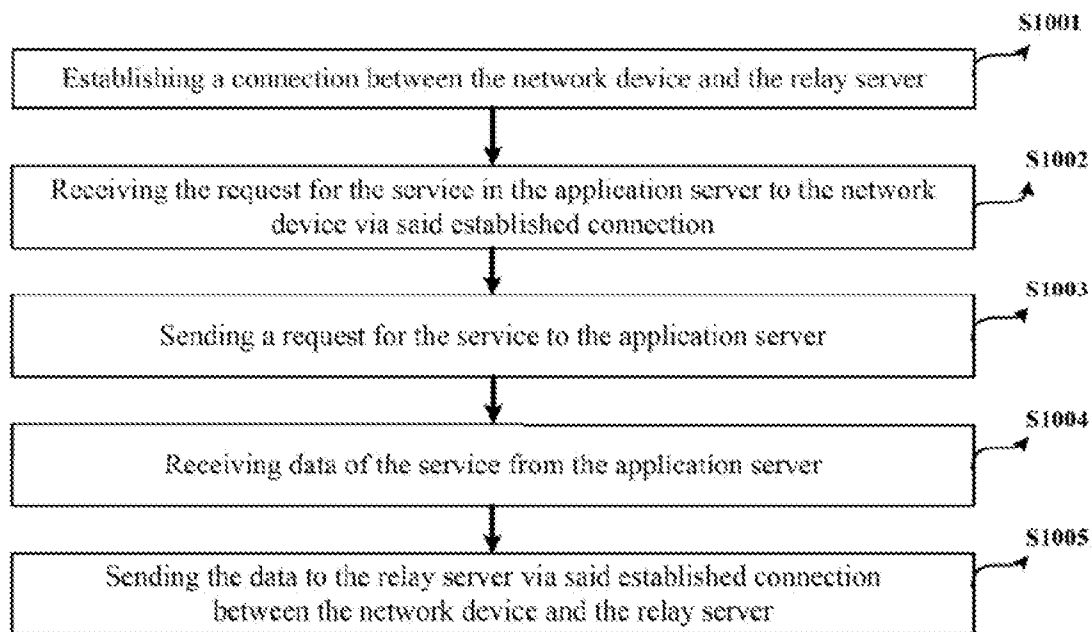 S1001
Establishing a connection between the network device and the relay server
S1002
Receiving the request for the service in the application server to the network
device via said established connection
S1003
Sending a request for the service to the application server
S1004
Receiving data of the service from the application server
S1005
Sending the data to the relay server via said established connection
between the network device and the relay server